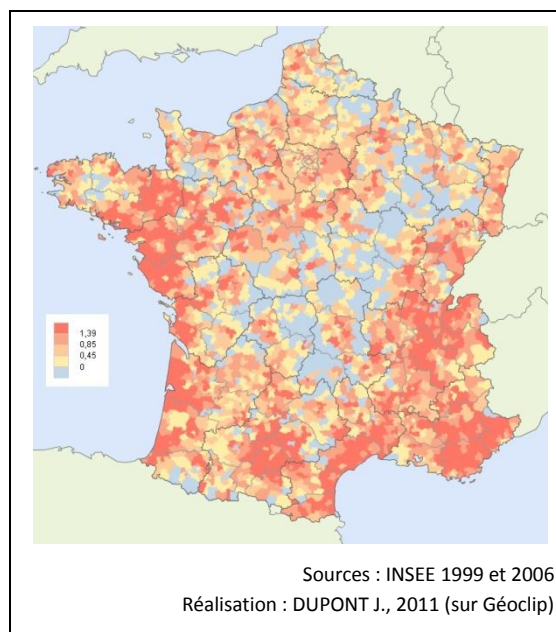 1,39
0,85
0,45
0
Sources : INSEE 1999 et 2006
Réalisation : DUPONT J., 2011 (sur Géoclip)